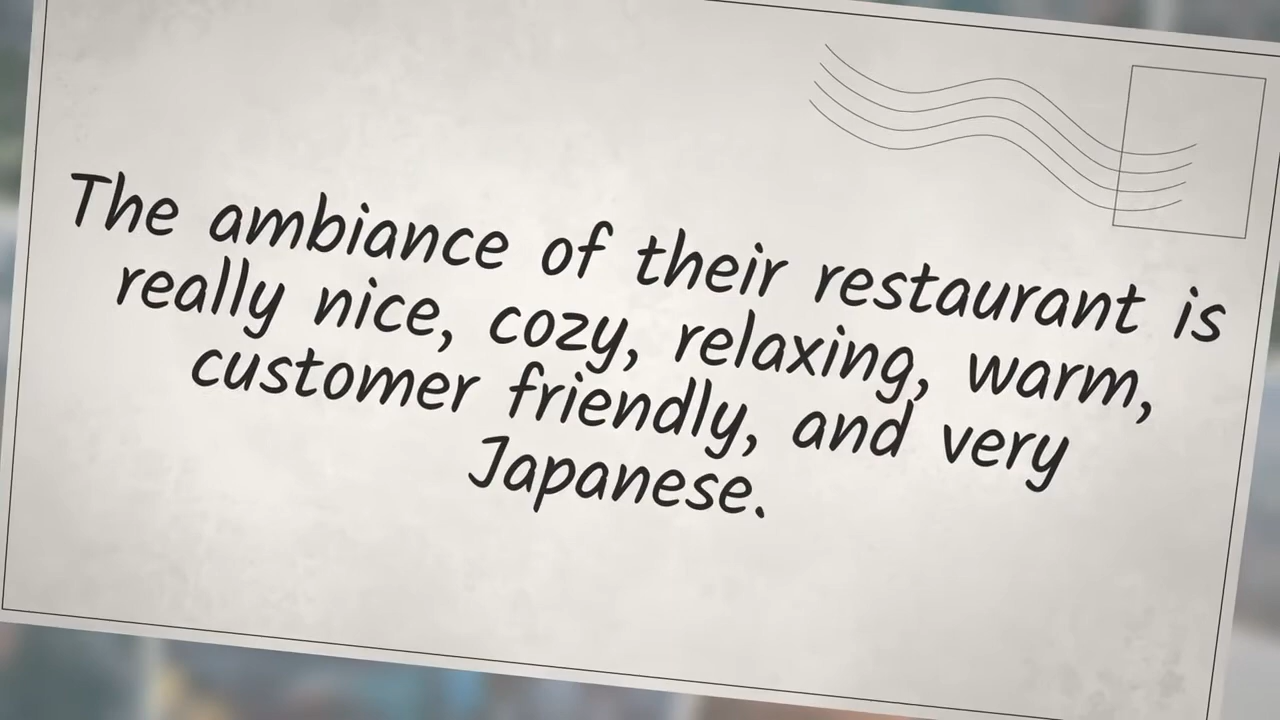 The ambiance of their restaurant is
really nice, cozy, relaxing, warm,
customer friendly, and very
Japanese.